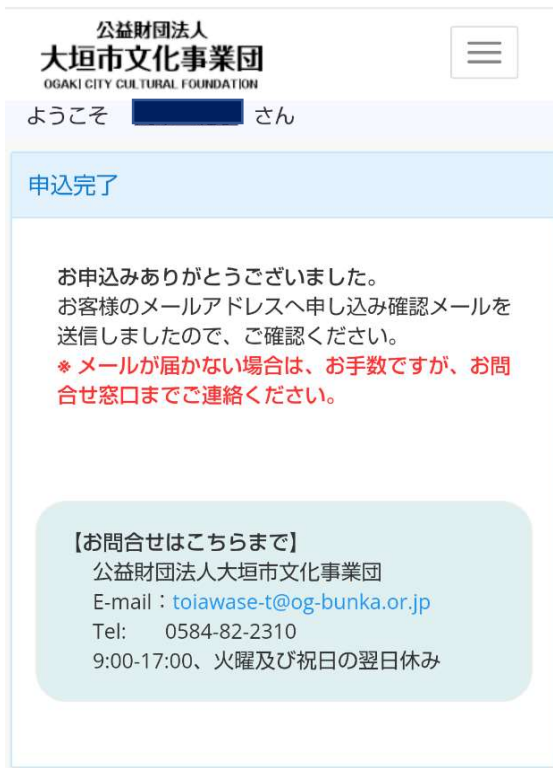 公益財団法人
大垣市文化事業団
OGAKI CITY CULTURAL FOUNDATION
ようこそ さん
申込完了
お申込みありがとうございました。
お客様のメールアドレスへ申し込み確認メールを
送信しましたので、ご確認ください。
※ メールが届かない場合は、お手数ですが、お問
合せ窓口までご連絡ください。
【お問合せはこちらまで】
公益財団法人大垣市文化事業団
E-mail：toiawase-t@og-bunka.or.jp
Tel: 0584-82-2310
9:00-17:00、火曜及び祝日の翌日休み